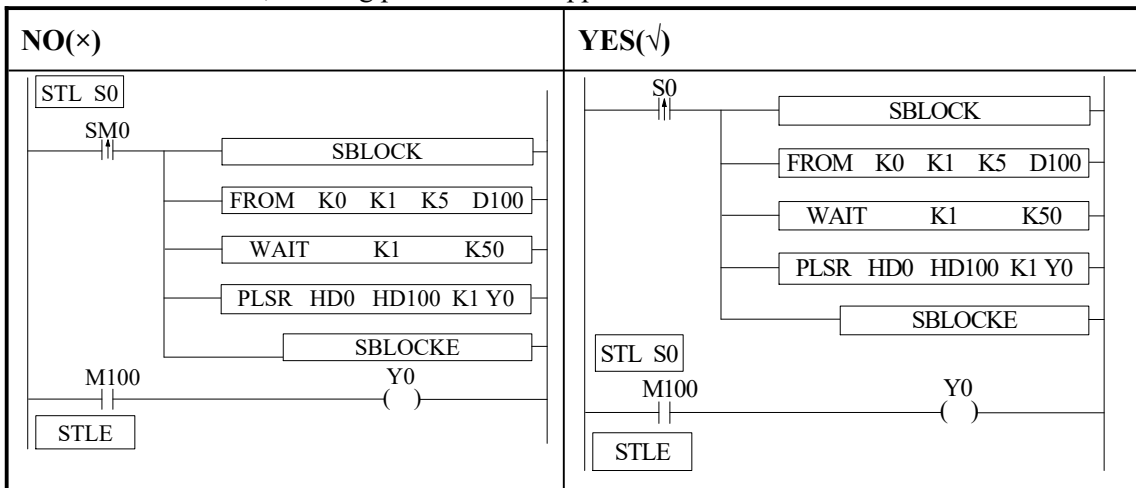 NO(×)
YES(√)
STL S0
SM0
SBLOCK
FROM K0 K1 K5 D100
WAIT K1 K50
PLSR HD0 HD100 K1 Y0
SBLOCKE
M100 Y0
STLE
S0
SBLOCK
FROM K0 K1 K5 D100
WAIT K1 K50
PLSR HD0 HD100 K1 Y0
SBLOCKE
STL S0
M100 Y0
STLE